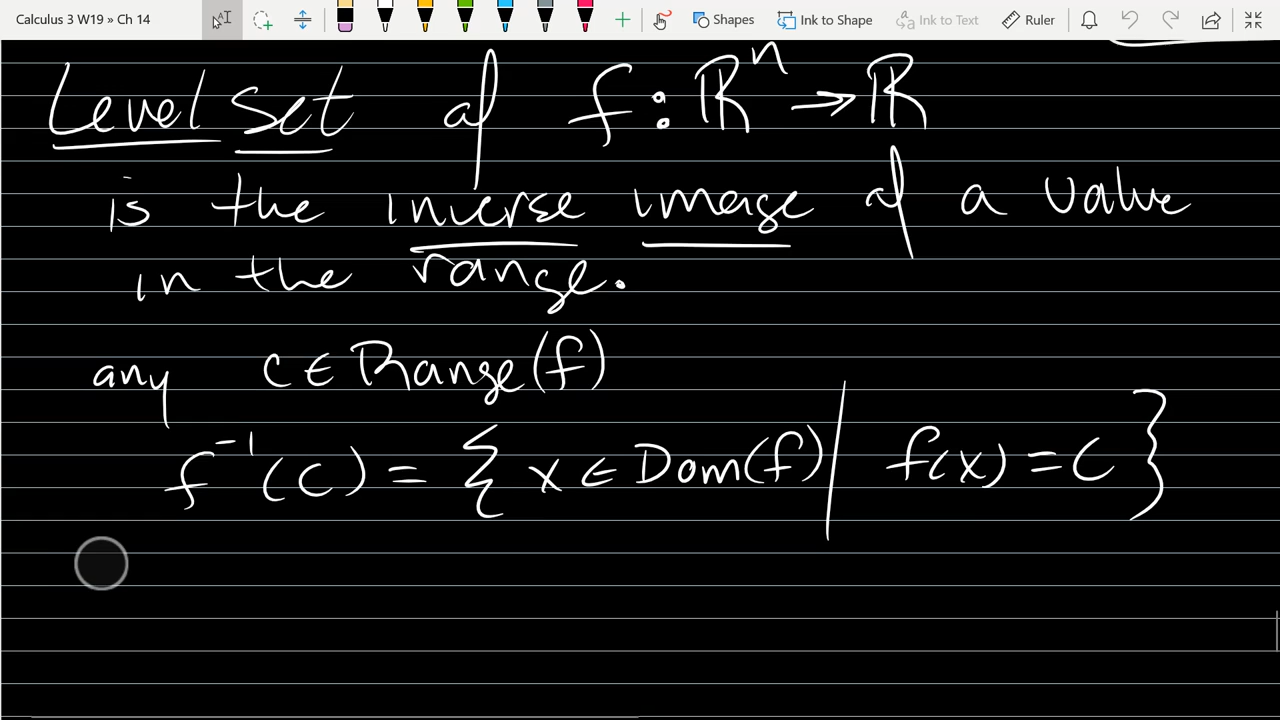 Calculus 3 W19 » Ch 14 Shapes Ink to Shape Ink to Text Ruler
Level Set of f : ℝⁿ → ℝ
is the inverse image of a value
in the range.
any c ∈ Range(f)
f⁻¹(c) = { x ∈ Dom(f) | f(x) = c }